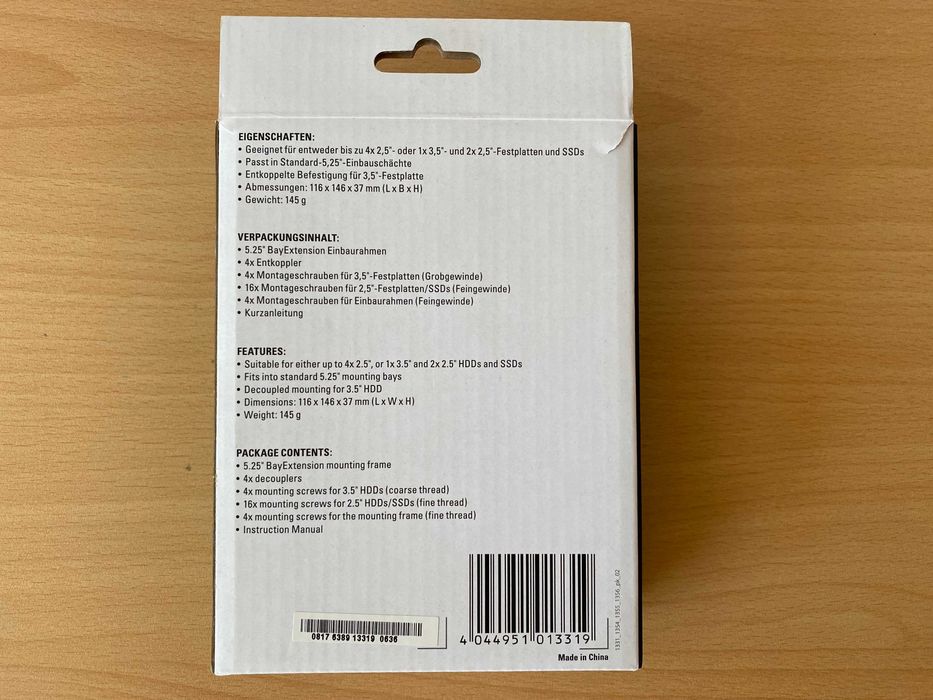 EIGENSCHAFTEN:
• Geeignet für entweder bis zu 4x 2,5"- oder 1x 3,5"- und 2x 2,5"-Festplatten und SSDs
• Passt in Standard-5,25"-Einbauschächte
• Entkoppelte Befestigung für 3,5"-Festplatte
• Abmessungen: 116 x 146 x 37 mm (L x B x H)
• Gewicht: 145 g
VERPACKUNGSINHALT:
• 5.25" BayExtension Einbaurahmen
• 4x Entkoppler
• 4x Montageschrauben für 3,5"-Festplatten (Grobgewinde)
• 16x Montageschrauben für 2,5"-Festplatten/SSDs (Feingewinde)
• 4x Montageschrauben für Einbaurahmen (Feingewinde)
• Kurzanleitung
FEATURES:
• Suitable for either up to 4x 2.5", or 1x 3.5" and 2x 2.5" HDDs and SSDs
• Fits into standard 5.25" mounting bays
• Decoupled mounting for 3.5" HDD
• Dimensions: 116 x 146 x 37 mm (L x W x H)
• Weight: 145 g
PACKAGE CONTENTS:
• 5.25" BayExtension mounting frame
• 4x decouplers
• 4x mounting screws for 3.5" HDDs (coarse thread)
• 16x mounting screws for 2.5" HDDs/SSDs (fine thread)
• 4x mounting screws for the mounting frame (fine thread)
• Instruction Manual
0817 6389 13319 0636
4 044951 013319
Made in China
1331_1354_1355_1356_pk_02